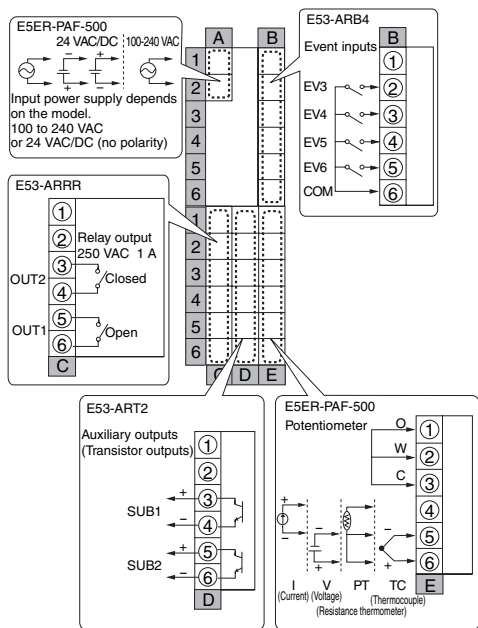 E5ER-PAF-500
24 VAC/DC
100-240 VAC
− + + −
Input power supply depends
on the model.
100 to 240 VAC
or 24 VAC/DC (no polarity)
A
B
1
2
3
4
5
6
1
2
3
4
5
6
C
D
E
E53-ARB4
Event inputs
B
①
EV3
②
EV4
③
EV5
④
EV6
⑤
COM
⑥
E53-ARRR
①
②
Relay output
250 VAC 1 A
OUT2
③
④
Closed
OUT1
⑤
⑥
Open
C
E53-ART2
Auxiliary outputs
(Transistor outputs)
①
②
SUB1
+
③
−
④
SUB2
+
⑤
−
⑥
D
E5ER-PAF-500
Potentiometer
O
①
W
②
C
③
④
⑤
⑥
E
+
−
−
+
−
+
I
V
PT
TC
(Current)
(Voltage)
(Thermocouple)
(Resistance thermometer)